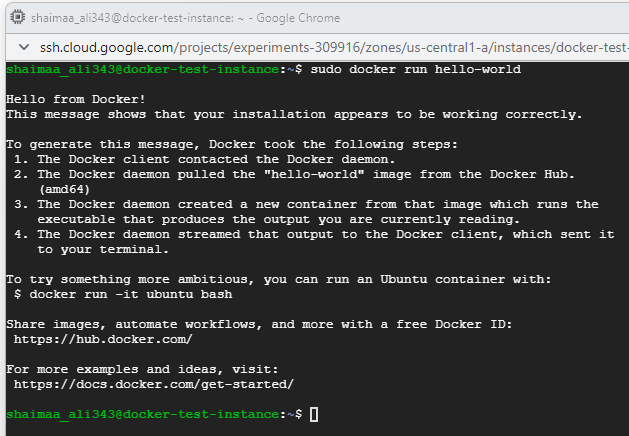 shaimaa_ali343@docker-test-instance: ~ - Google Chrome
ssh.cloud.google.com/projects/experiments-309916/zones/us-central1-a/instances/docker-test-
shaimaa_ali343@docker-test-instance:~$ sudo docker run hello-world
Hello from Docker!
This message shows that your installation appears to be working correctly.
To generate this message, Docker took the following steps:
1. The Docker client contacted the Docker daemon.
2. The Docker daemon pulled the "hello-world" image from the Docker Hub.
(amd64)
3. The Docker daemon created a new container from that image which runs the
executable that produces the output you are currently reading.
4. The Docker daemon streamed that output to the Docker client, which sent it
to your terminal.
To try something more ambitious, you can run an Ubuntu container with:
$ docker run -it ubuntu bash
Share images, automate workflows, and more with a free Docker ID:
https://hub.docker.com/
For more examples and ideas, visit:
https://docs.docker.com/get-started/
shaimaa_ali343@docker-test-instance:~$